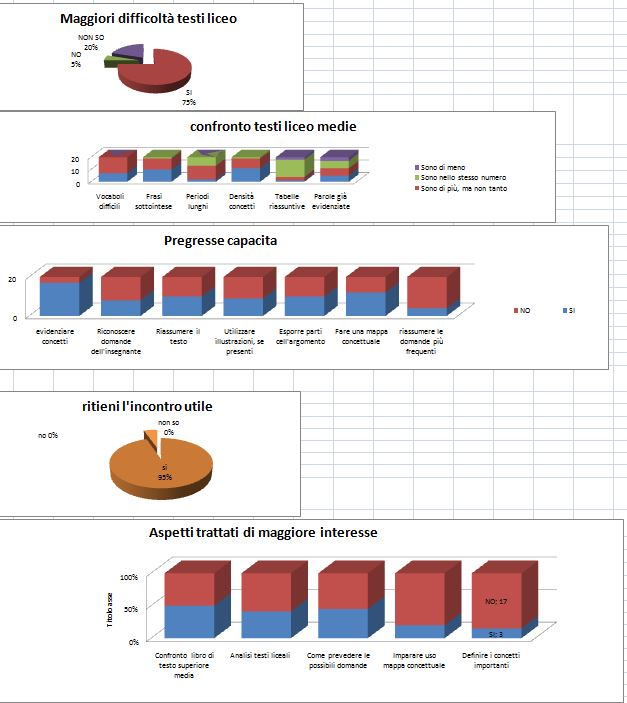 Maggiori difficoltà testi liceo
NON SO
20%
NO
5%
SI
75%
confronto testi liceo medie
20
10
0
Vocaboli
difficili
Frasi
sottointese
Periodi
lunghi
Densità
concetti
Tabelle
riassuntive
Parole già
evidenziate
Sono di meno
Sono nello stesso numero
Sono di più, ma non tanto
Pregresse capacita
20
0
evidenziare
concetti
Riconoscere
domande
dell'insegnante
Riassumere il
testo
Utilizzare
illustrazioni, se
presenti
Esporre parti
cell'argomento
Fare una mappa
concettuale
riassumere le
domande più
frequenti
NO
SI
ritieni l'incontro utile
non so
0%
no 0%
si
95%
Aspetti trattati di maggiore interesse
Titolo asse
100%
50%
0%
NO; 17
SI; 3
Confronto libro di
testo superiore
media
Analisi testi liceali
Come prevedere le
possibili domande
Imparare uso
mappa concettuale
Definire i concetti
importanti